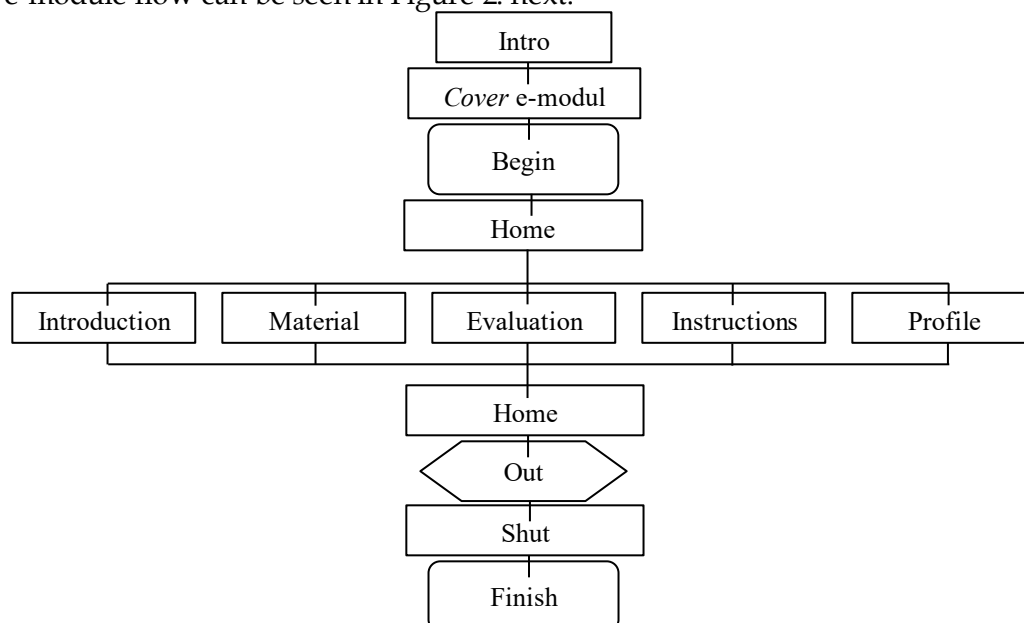 e-module flow can be seen in Figure 2. next.
Intro
Cover e-modul
Begin
Home
Introduction Material Evaluation Instructions Profile
Home
Out
Shut
Finish